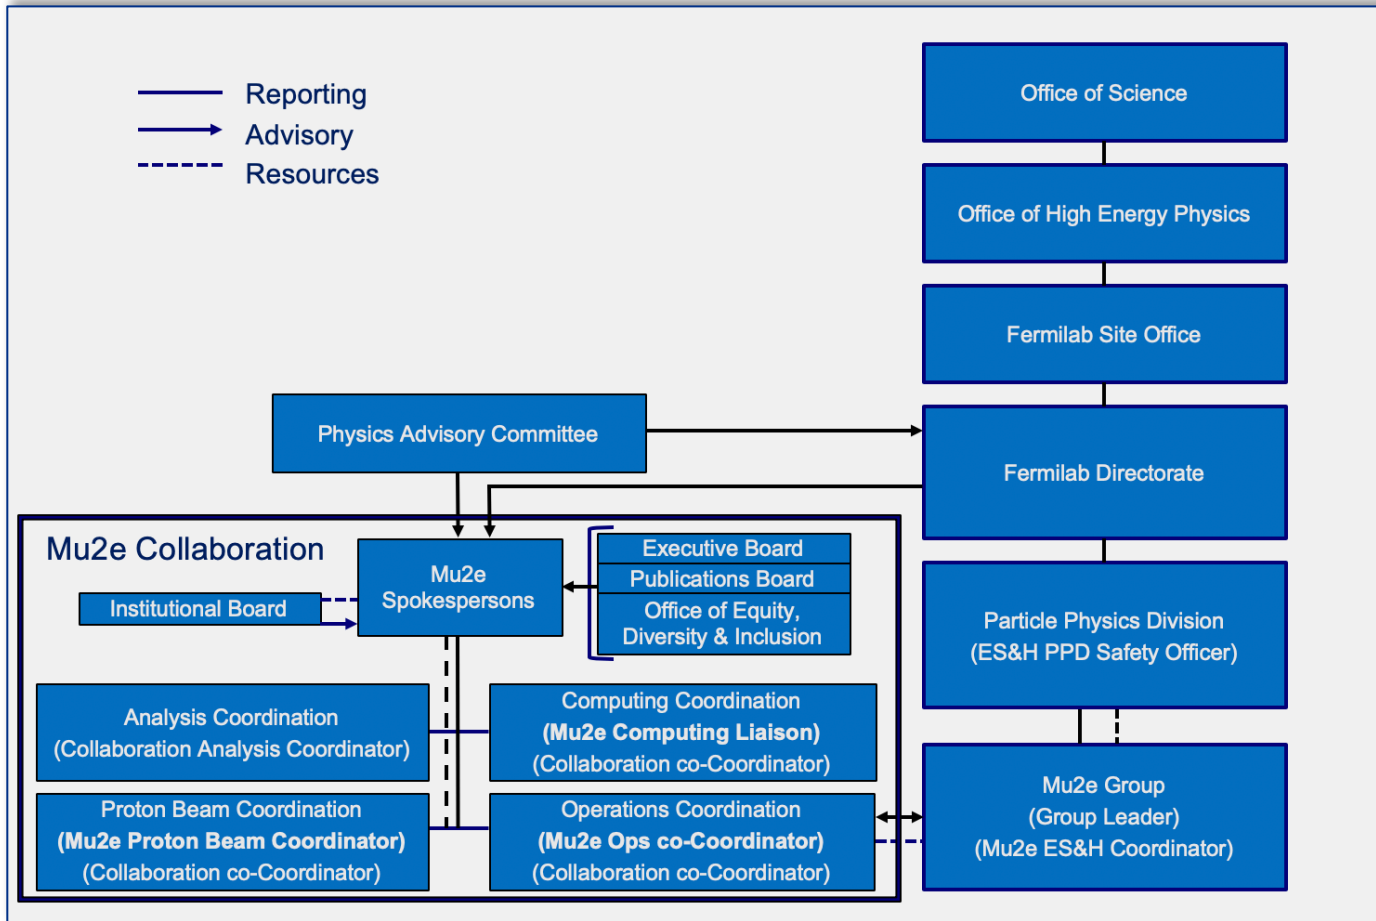 Reporting
Advisory
Resources
Office of Science
Office of High Energy Physics
Fermilab Site Office
Physics Advisory Committee
Fermilab Directorate
Mu2e Collaboration
Mu2e
Spokespersons
Executive Board
Publications Board
Office of Equity,
Diversity & Inclusion
Institutional Board
Particle Physics Division
(ES&H PPD Safety Officer)
Analysis Coordination
(Collaboration Analysis Coordinator)
Computing Coordination
(Mu2e Computing Liaison)
(Collaboration co-Coordinator)
Proton Beam Coordination
(Mu2e Proton Beam Coordinator)
(Collaboration co-Coordinator)
Operations Coordination
(Mu2e Ops co-Coordinator)
(Collaboration co-Coordinator)
Mu2e Group
(Group Leader)
(Mu2e ES&H Coordinator)